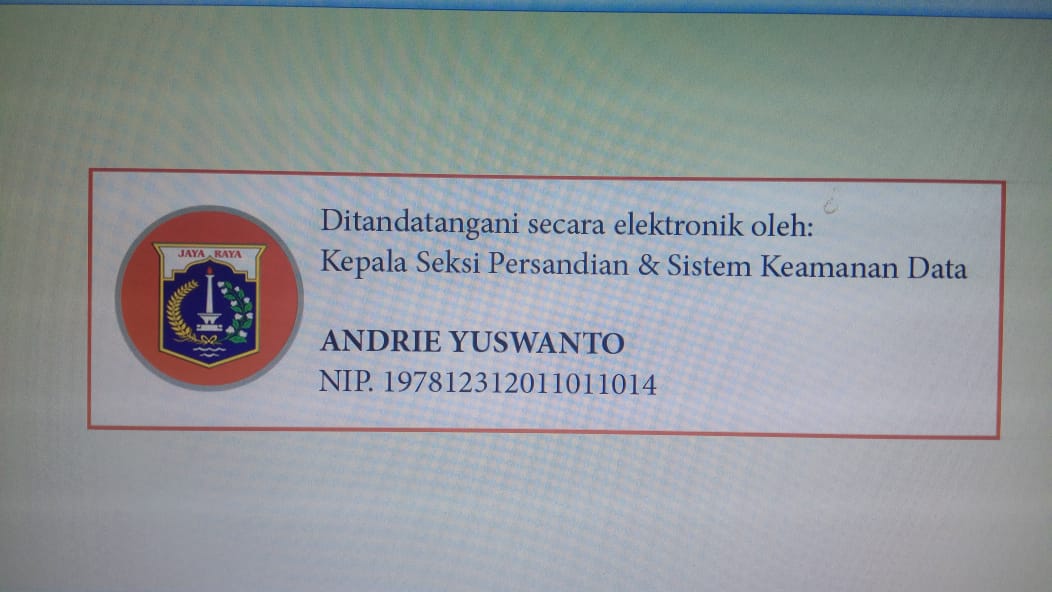 JAYA RAYA
Ditandatangani secara elektronik oleh:
Kepala Seksi Persandian & Sistem Keamanan Data
ANDRIE YUSWANTO
NIP. 197812312011011014